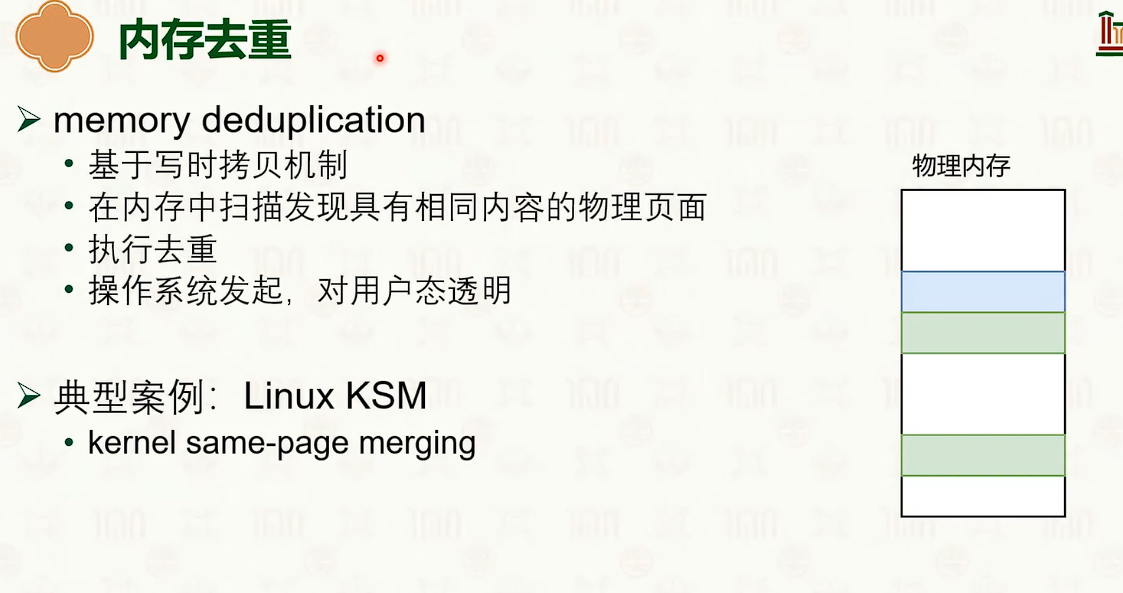 内存去重
memory deduplication
基于写时拷贝机制
在内存中扫描发现具有相同内容的物理页面
执行去重
操作系统发起，对用户态透明
典型案例：Linux KSM
kernel same-page merging
物理内存